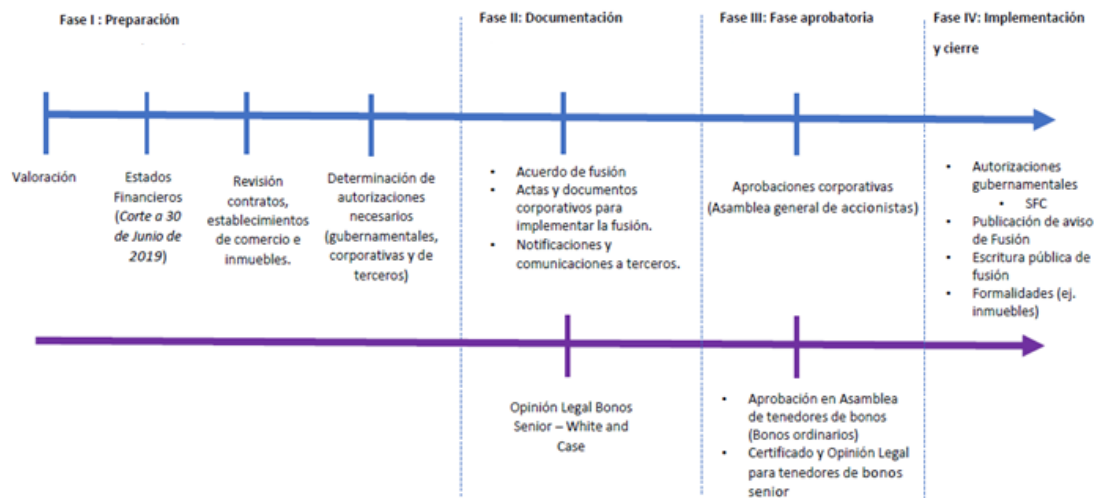 Fase I : Preparación
Fase II: Documentación
Fase III: Fase aprobatoria
Fase IV: Implementación
y cierre
Valoración
Estados
Financieros
(Corte a 30
de Junio de
2019)
Revisión
contratos,
establecimientos
de comercio e
inmuebles.
Determinación de
autorizaciones
necesarios
(gubernamentales,
corporativas y de
terceros)
• Acuerdo de fusión
• Actas y documentos
corporativos para
implementar la fusión.
• Notificaciones y
comunicaciones a terceros.
Aprobaciones corporativas
(Asamblea general de accionistas)
• Autorizaciones
gubernamentales
• SFC
• Publicación de aviso
de Fusión
• Escritura pública de
fusión
• Formalidades (ej.
inmuebles)
Opinión Legal Bonos
Senior – White and
Case
• Aprobación en Asamblea
de tenedores de bonos
(Bonos ordinarios)
• Certificado y Opinión Legal
para tenedores de bonos
senior